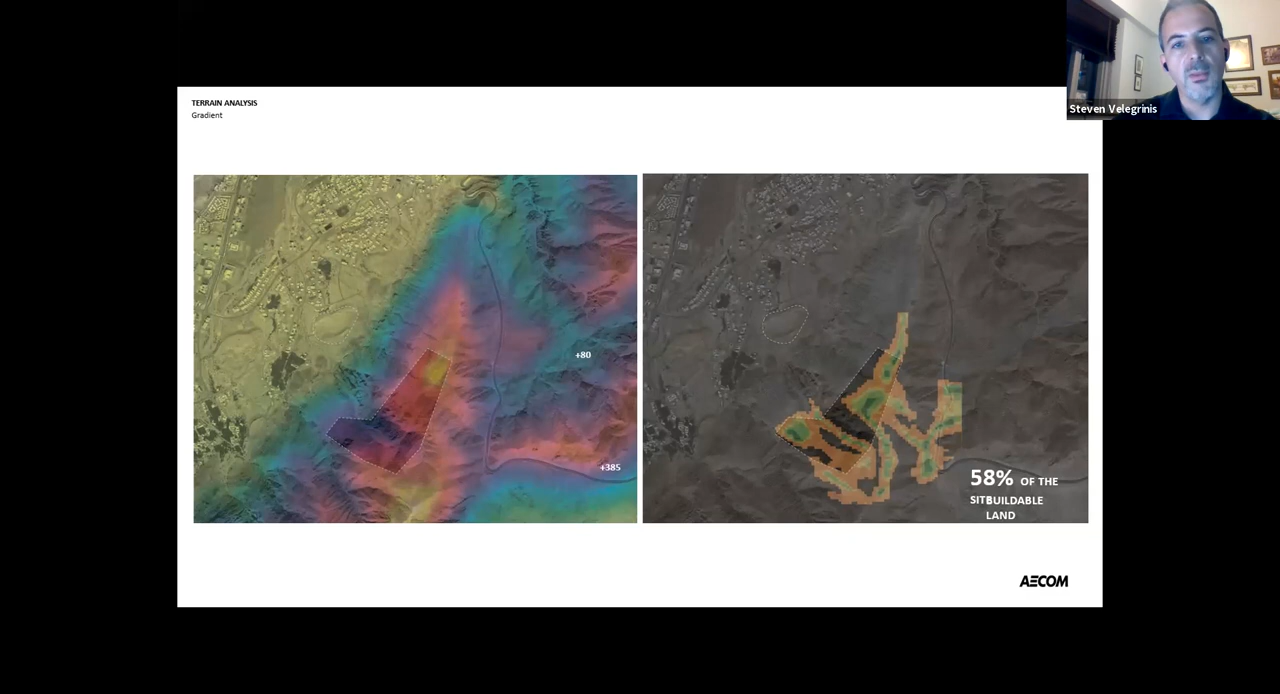 Steven Velegrinis
TERRAIN ANALYSIS
Gradient
+80
+385
58% OF THE
SITBUILDABLE
LAND
AECOM